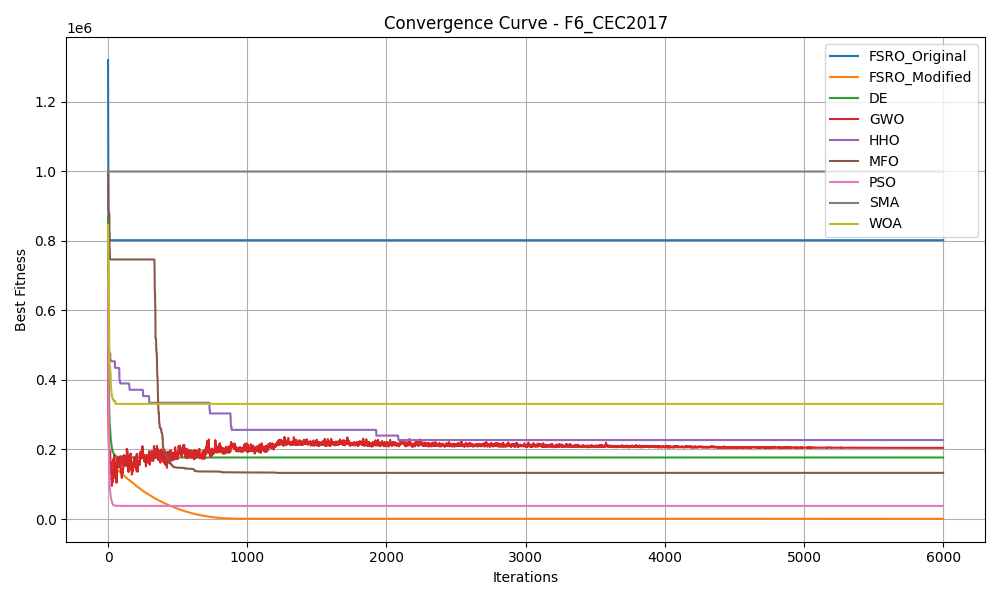 Convergence Curve - F6_CEC2017
1e6
1.2
1.0
0.8
0.6
0.4
0.2
0.0
Best Fitness
0 1000 2000 3000 4000 5000 6000
Iterations
FSRO_Original
FSRO_Modified
DE
GWO
HHO
MFO
PSO
SMA
WOA